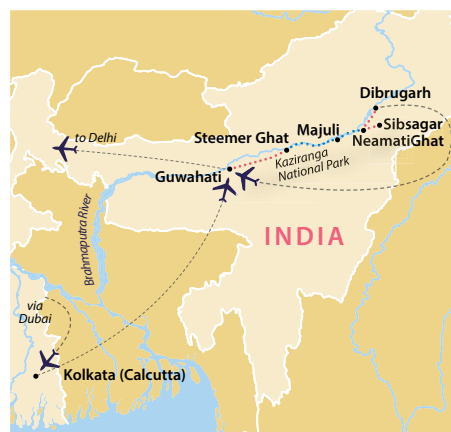 Dibrugarh
to Delhi
Steemer Ghat
Majuli
Sibsagar
NeamatiGhat
Kaziranga
National Park
Guwahati
Brahmaputra River
INDIA
via
Dubai
Kolkata (Calcutta)